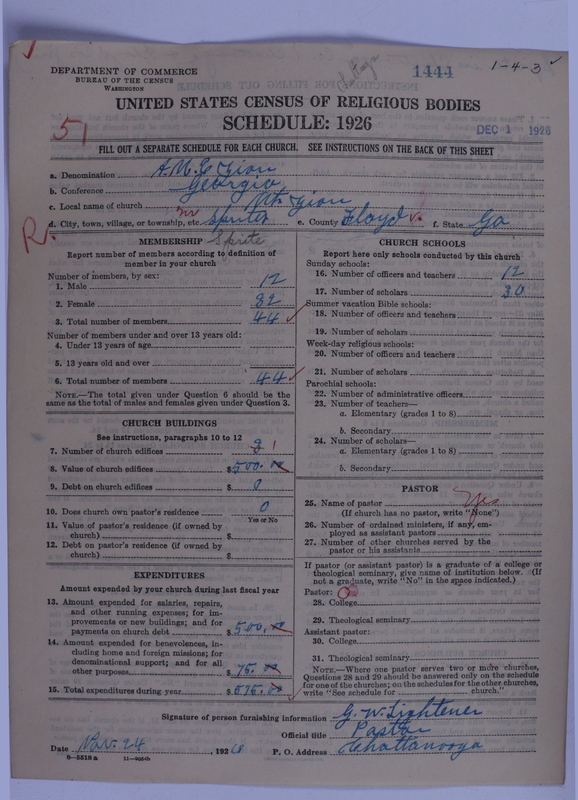 DEPARTMENT OF COMMERCE
BUREAU OF THE CENSUS
WASHINGTON
1444
1-4-3
UNITED STATES CENSUS OF RELIGIOUS BODIES
SCHEDULE: 1926
51
DEC 1 1926
FILL OUT A SEPARATE SCHEDULE FOR EACH CHURCH. SEE INSTRUCTIONS ON THE BACK OF THIS SHEET
a. Denomination A.M.E Zion
b. Conference Georgia
c. Local name of church Mt Zion
d. City, town, village, or township, etc. nr Sprites e. County Floyd f. State Ga
R.
MEMBERSHIP Sprite
Report number of members according to definition of member in your church
Number of members, by sex:
1. Male 12
2. Female 32
3. Total number of members 44
Number of members under and over 13 years old:
4. Under 13 years of age
5. 13 years old and over
6. Total number of members 44
NOTE.—The total given under Question 6 should be the same as the total of males and females given under Question 3.
CHURCH BUILDINGS
See instructions, paragraphs 10 to 12
7. Number of church edifices 1
8. Value of church edifices $500.00
9. Debt on church edifices $ 0
10. Does church own pastor's residence 0
Yes or No
11. Value of pastor's residence (if owned by church) $
12. Debt on pastor's residence (if owned by church) $
EXPENDITURES
Amount expended by your church during last fiscal year
13. Amount expended for salaries, repairs, and other running expenses; for improvements or new buildings; and for payments on church debt $500.00
14. Amount expended for benevolences, including home and foreign missions; for denominational support; and for all other purposes $75.00
15. Total expenditures during year $575.00
CHURCH SCHOOLS
Report here only schools conducted by this church
Sunday schools:
16. Number of officers and teachers 12
17. Number of scholars 30
Summer vacation Bible schools:
18. Number of officers and teachers
19. Number of scholars
Week-day religious schools:
20. Number of officers and teachers
21. Number of scholars
Parochial schools:
22. Number of administrative officers
23. Number of teachers—
a. Elementary (grades 1 to 8)
b. Secondary
24. Number of scholars—
a. Elementary (grades 1 to 8)
b. Secondary
PASTOR
25. Name of pastor yes
(If church has no pastor, write "None")
26. Number of ordained ministers, if any, employed as assistant pastors
27. Number of other churches served by the pastor or his assistants
If pastor (or assistant pastor) is a graduate of a college or theological seminary, give name of institution below. (If not a graduate, write "No" in the space indicated.)
Pastor: 0
28. College
29. Theological seminary
Assistant pastor:
30. College
31. Theological seminary
NOTE.—Where one pastor serves two or more churches, Questions 28 and 29 should be answered only on the schedule for one of the churches; on the schedules for the other churches, write "See schedule for church."
Signature of person furnishing information G. W. Lightener
Official title Pastor
Date Nov. 24, 1926 P. O. Address Chattanooga
8-5518 a 11-9054b